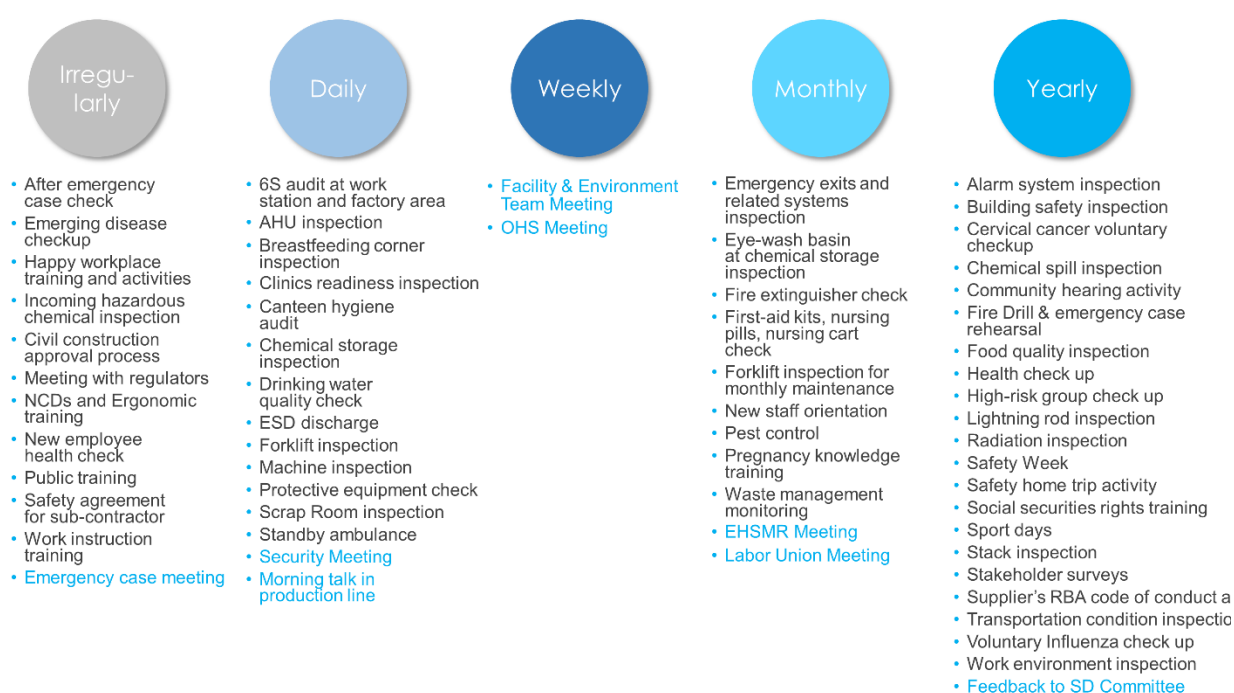 Irregu-
larly
• After emergency
case check
• Emerging disease
checkup
• Happy workplace
training and activities
• Incoming hazardous
chemical inspection
• Civil construction
approval process
• Meeting with regulators
• NCDs and Ergonomic
training
• New employee
health check
• Public training
• Safety agreement
for sub-contractor
• Work instruction
training
• Emergency case meeting
Daily
• 6S audit at work
station and factory area
• AHU inspection
• Breastfeeding corner
inspection
• Clinics readiness inspection
• Canteen hygiene
audit
• Chemical storage
inspection
• Drinking water
quality check
• ESD discharge
• Forklift inspection
• Machine inspection
• Protective equipment check
• Scrap Room inspection
• Standby ambulance
• Security Meeting
• Morning talk in
production line
Weekly
• Facility & Environment
Team Meeting
• OHS Meeting
Monthly
• Emergency exits and
related systems
inspection
• Eye-wash basin
at chemical storage
inspection
• Fire extinguisher check
• First-aid kits, nursing
pills, nursing cart
check
• Forklift inspection for
monthly maintenance
• New staff orientation
• Pest control
• Pregnancy knowledge
training
• Waste management
monitoring
• EHSMR Meeting
• Labor Union Meeting
Yearly
• Alarm system inspection
• Building safety inspection
• Cervical cancer voluntary
checkup
• Chemical spill inspection
• Community hearing activity
• Fire Drill & emergency case
rehearsal
• Food quality inspection
• Health check up
• High-risk group check up
• Lightning rod inspection
• Radiation inspection
• Safety Week
• Safety home trip activity
• Social securities rights training
• Sport days
• Stack inspection
• Stakeholder surveys
• Supplier's RBA code of conduct
• Transportation condition
• Voluntary Influenza check up
• Work environment inspection
• Feedback to SD Committee